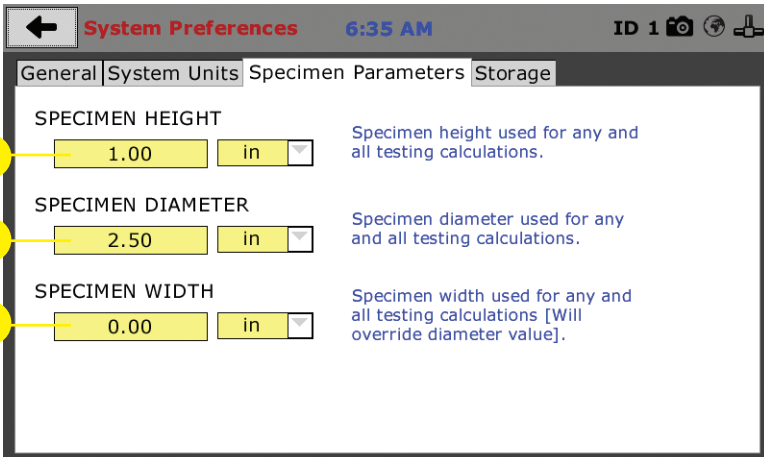 System Preferences 6:35 AM ID 1
General System Units Specimen Parameters Storage
SPECIMEN HEIGHT
1.00 in
Specimen height used for any and
all testing calculations.
SPECIMEN DIAMETER
2.50 in
Specimen diameter used for any
and all testing calculations.
SPECIMEN WIDTH
0.00 in
Specimen width used for any and
all testing calculations [Will
override diameter value].